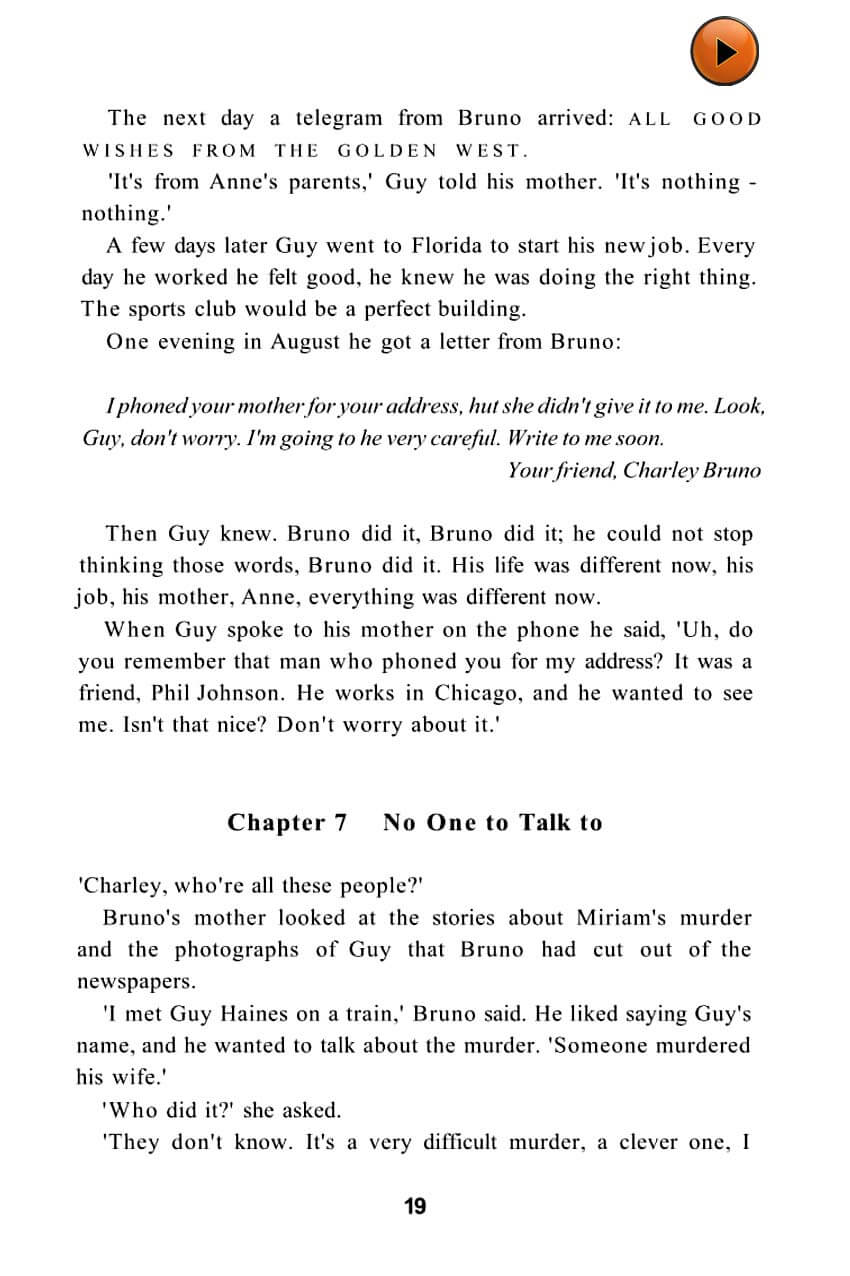 The next day a telegram from Bruno arrived: ALL GOOD
WISHES FROM THE GOLDEN WEST.
'It's from Anne's parents,' Guy told his mother. 'It's nothing -
nothing.'
A few days later Guy went to Florida to start his new job. Every
day he worked he felt good, he knew he was doing the right thing.
The sports club would be a perfect building.
One evening in August he got a letter from Bruno:
I phoned your mother for your address, hut she didn't give it to me. Look,
Guy, don't worry. I'm going to he very careful. Write to me soon.
Your friend, Charley Bruno
Then Guy knew. Bruno did it, Bruno did it; he could not stop
thinking those words, Bruno did it. His life was different now, his
job, his mother, Anne, everything was different now.
When Guy spoke to his mother on the phone he said, 'Uh, do
you remember that man who phoned you for my address? It was a
friend, Phil Johnson. He works in Chicago, and he wanted to see
me. Isn't that nice? Don't worry about it.'
Chapter 7 No One to Talk to
'Charley, who're all these people?'
Bruno's mother looked at the stories about Miriam's murder
and the photographs of Guy that Bruno had cut out of the
newspapers.
'I met Guy Haines on a train,' Bruno said. He liked saying Guy's
name, and he wanted to talk about the murder. 'Someone murdered
his wife.'
'Who did it?' she asked.
'They don't know. It's a very difficult murder, a clever one, I
19